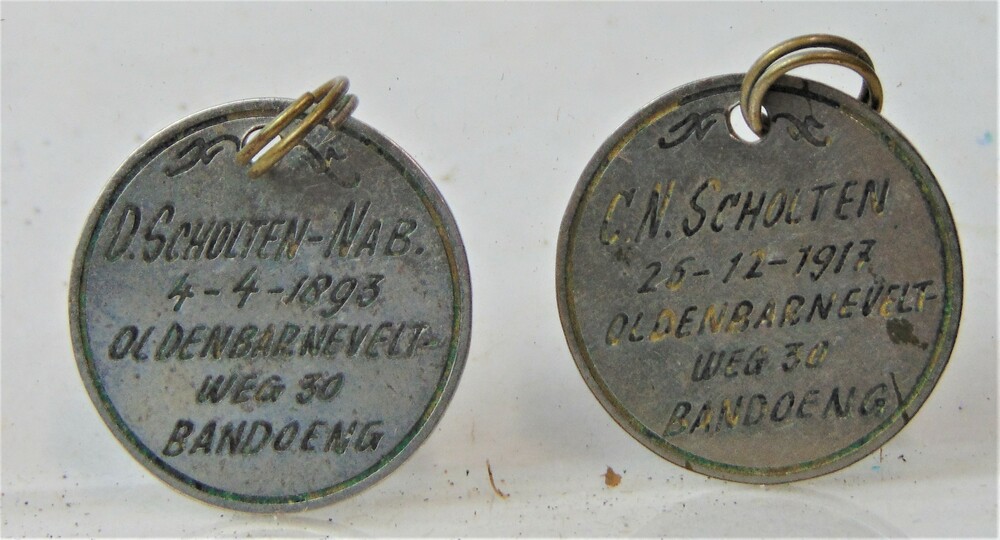 D. SCHOLTEN-NAB.
4-4-1893
OLDENBARNEVELT-
WEG 30
BANDOENG
C.N. SCHOLTEN
26-12-1917
OLDENBARNEVELT-
WEG 30
BANDOENG